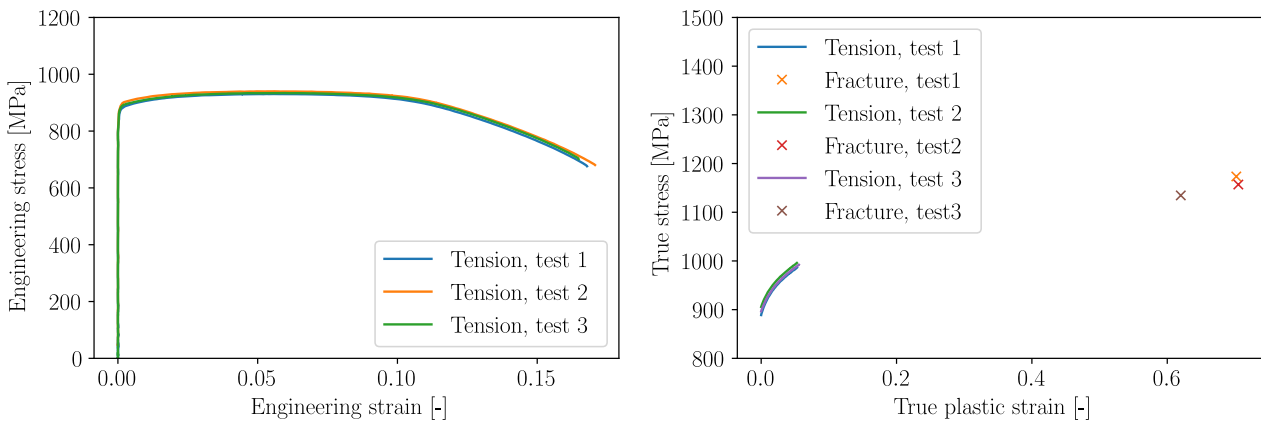 1200
1000
800
600
400
200
0
Engineering stress [MPa]
0.00
0.05
0.10
0.15
Engineering strain [-]
Tension, test 1
Tension, test 2
Tension, test 3
1500
1400
1300
1200
1100
1000
900
800
True stress [MPa]
0.0
0.2
0.4
0.6
True plastic strain [-]
Tension, test 1
Fracture, test1
Tension, test 2
Fracture, test2
Tension, test 3
Fracture, test3